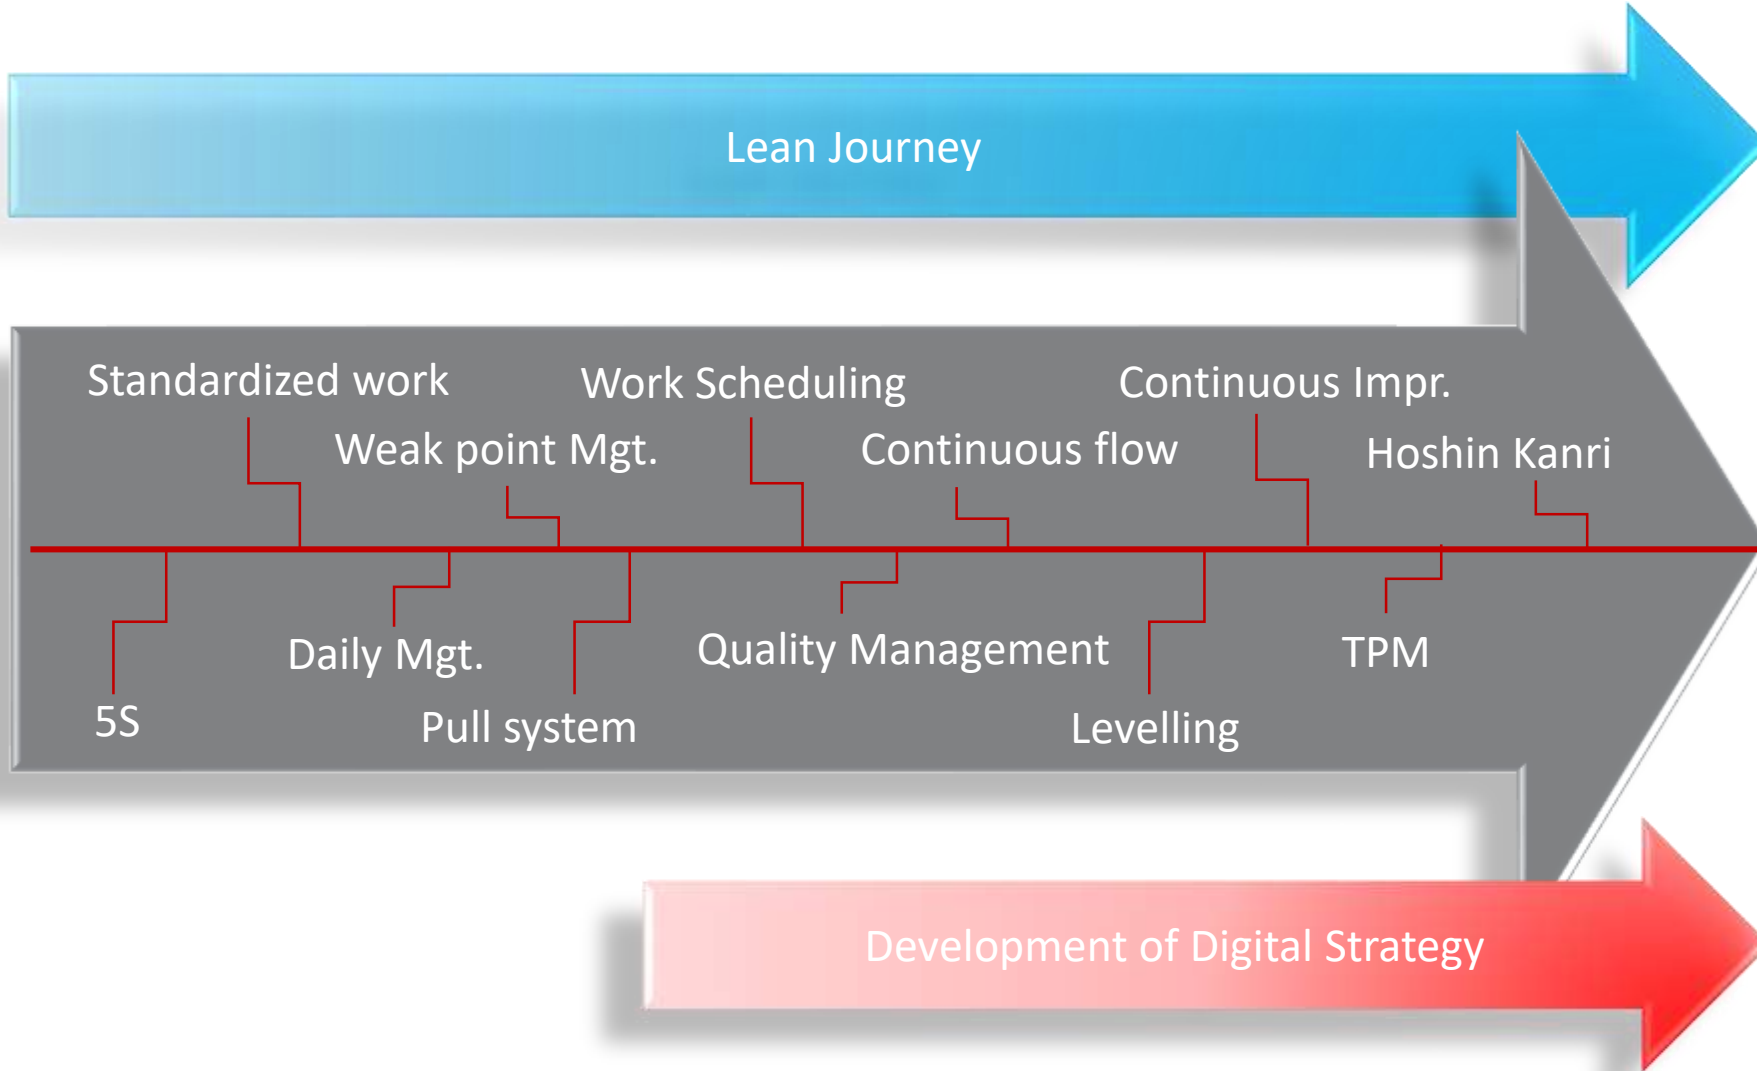 Lean Journey
Standardized work
Work Scheduling
Continuous Impr.
Weak point Mgt.
Continuous flow
Hoshin Kanri
Daily Mgt.
Quality Management
TPM
5S
Pull system
Levelling
Development of Digital Strategy